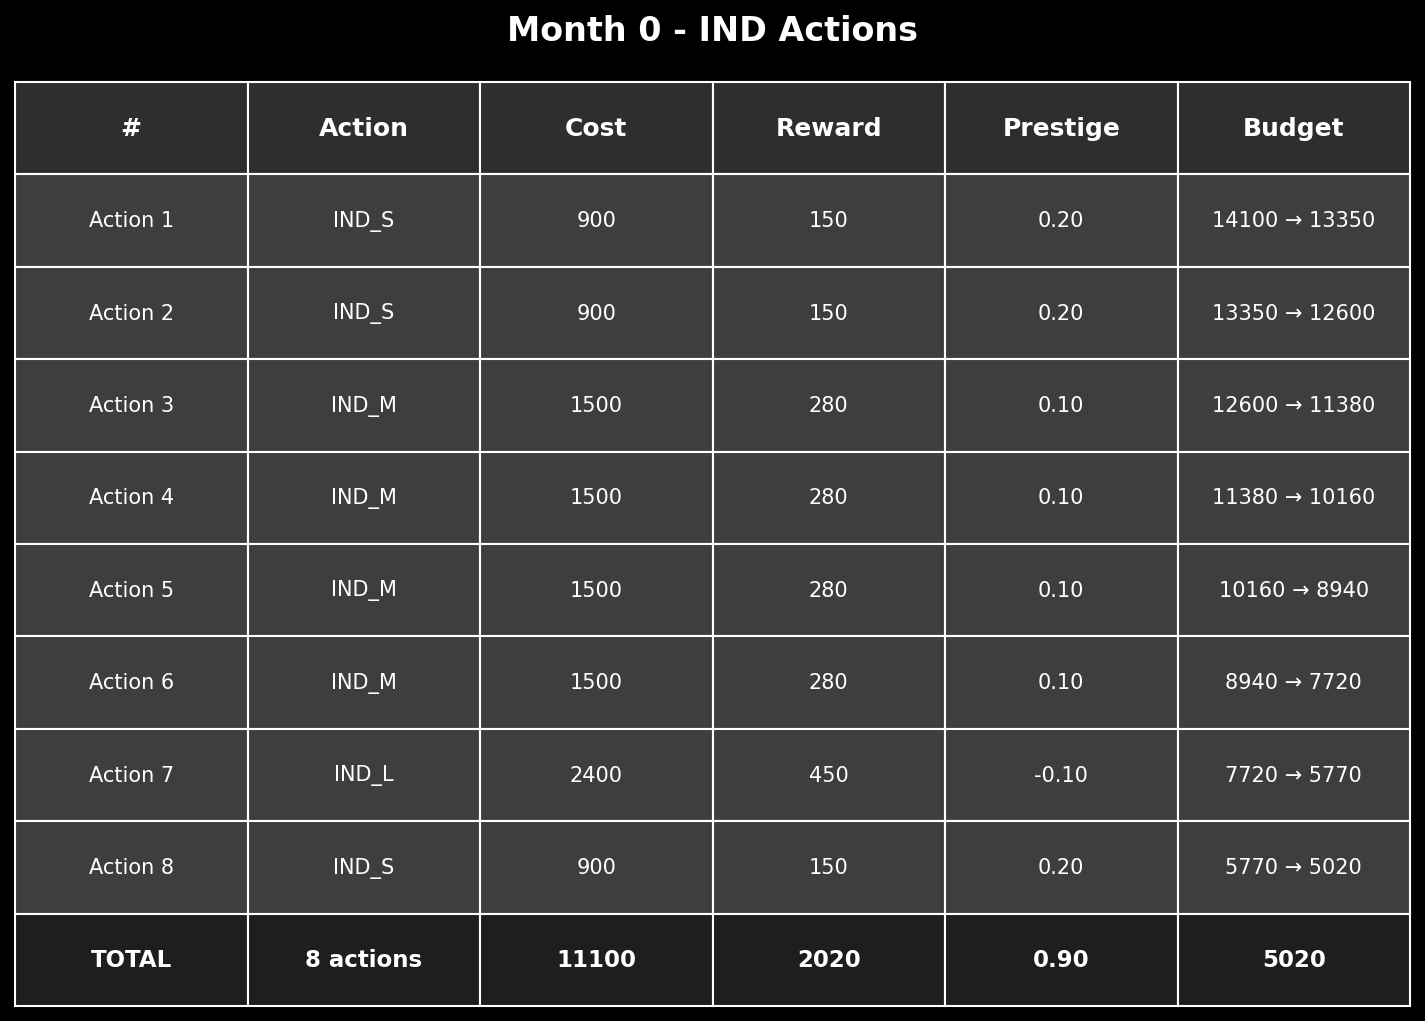 Month 0 - IND Actions
# Action Cost Reward Prestige Budget
Action 1 IND_S 900 150 0.20 14100 → 13350
Action 2 IND_S 900 150 0.20 13350 → 12600
Action 3 IND_M 1500 280 0.10 12600 → 11380
Action 4 IND_M 1500 280 0.10 11380 → 10160
Action 5 IND_M 1500 280 0.10 10160 → 8940
Action 6 IND_M 1500 280 0.10 8940 → 7720
Action 7 IND_L 2400 450 -0.10 7720 → 5770
Action 8 IND_S 900 150 0.20 5770 → 5020
TOTAL 8 actions 11100 2020 0.90 5020